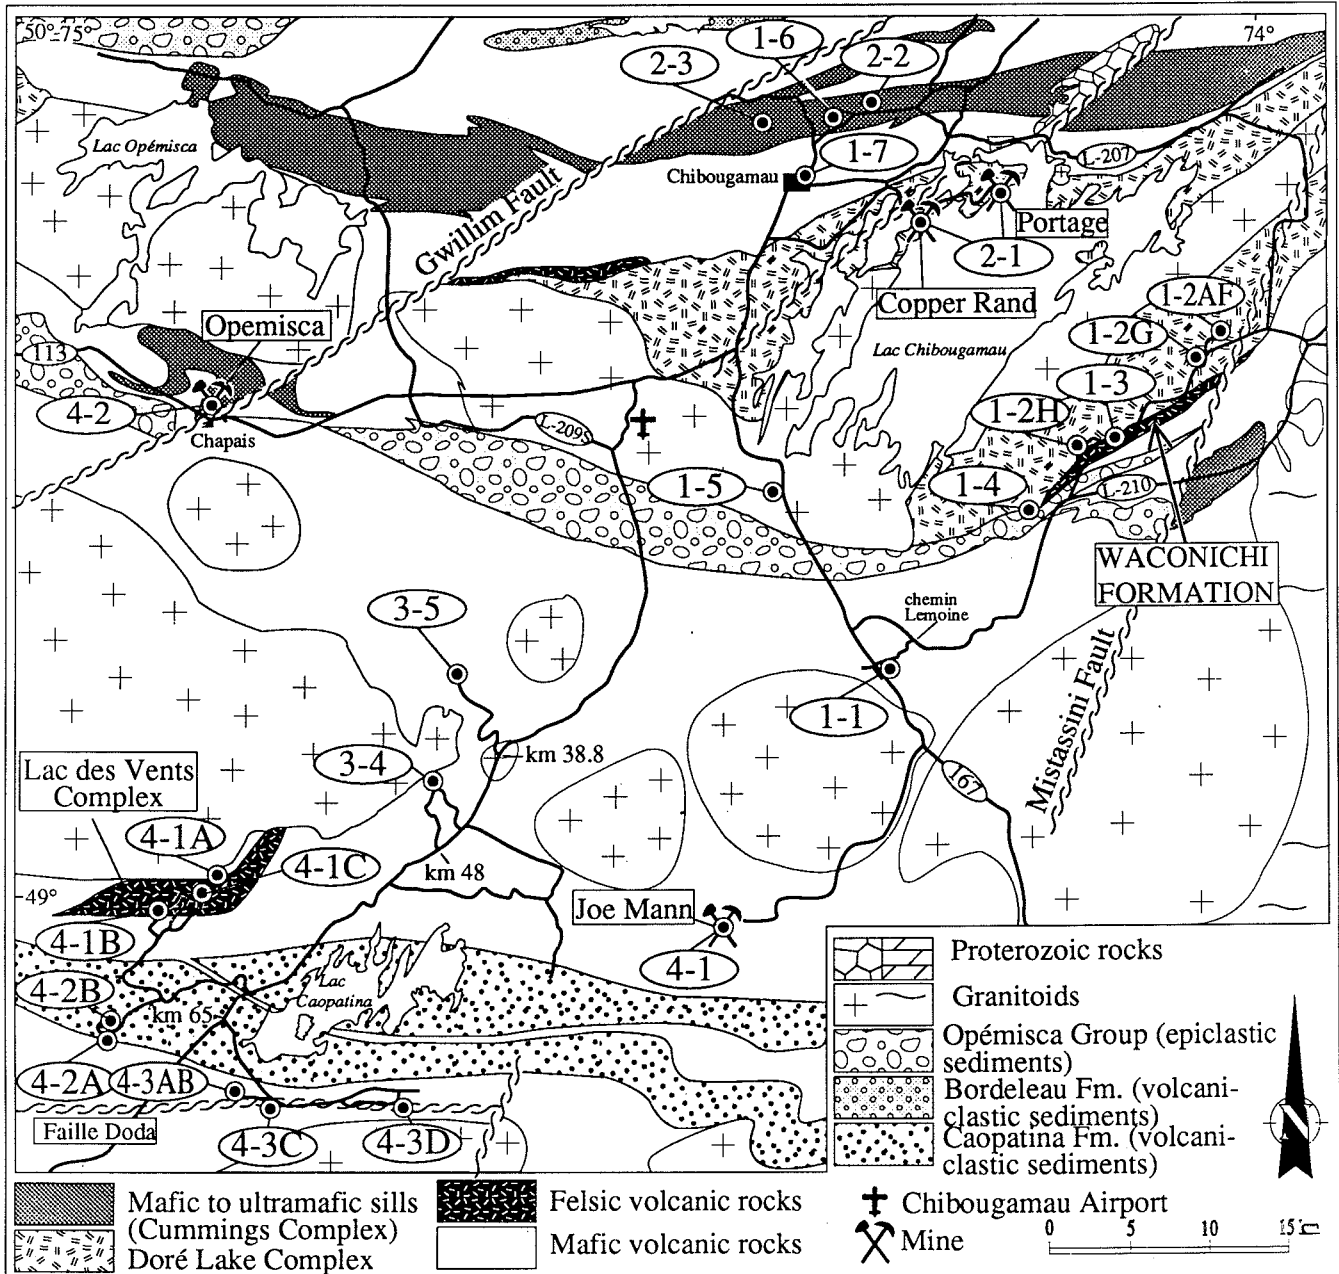 50°-75°
74°
1-6
2-3
2-2
Lac Opémisca
1-7
L-207
Chibougamau
Gwillim Fault
Portage
2-1
Copper Rand
1-2AF
Opemisca
1-2G
113
Lac Chibougamau
1-3
4-2
1-2H
Chapais
L-209S
1-5
1-4
L-210
WACONICHI
FORMATION
3-5
chemin
Lemoine
Mistassini Fault
1-1
3-4
km 38.8
Lac des Vents
Complex
167
4-1A
4-1C
km 48
49°
Joe Mann
4-1B
4-1
4-2B
Lac
Caopatina
km 65
4-2A
4-3AB
Faille Doda
4-3C
4-3D
Proterozoic rocks
Granitoids
Opémisca Group (epiclastic
sediments)
Bordeleau Fm. (volcani-
clastic sediments)
Caopatina Fm. (volcani-
clastic sediments)
N
Mafic to ultramafic sills
(Cummings Complex)
Doré Lake Complex
Felsic volcanic rocks
Mafic volcanic rocks
Chibougamau Airport
Mine
0 5 10 15